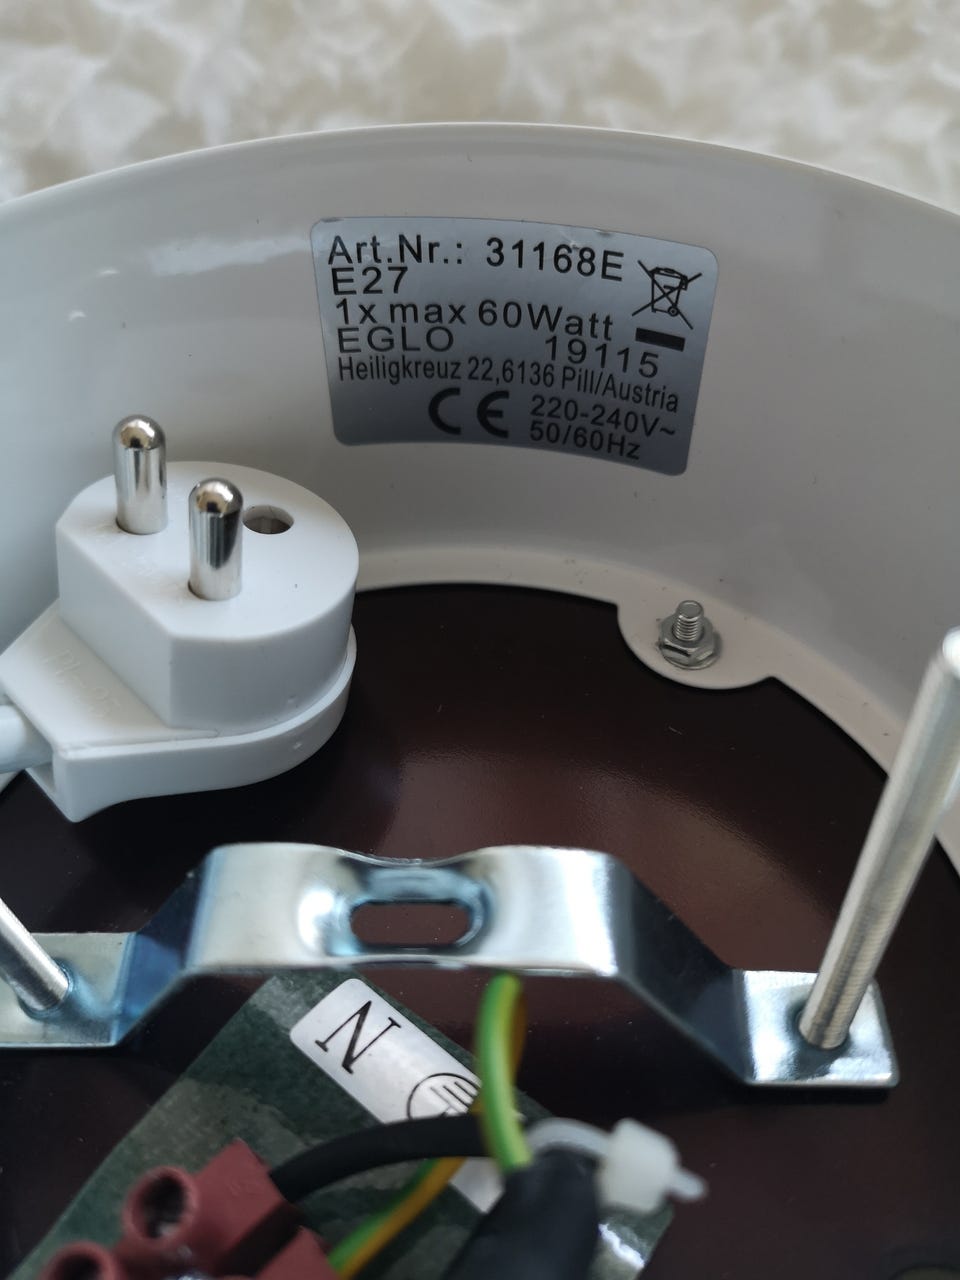 Art.Nr.: 31168E
E27
1x max 60Watt
EGLO 19115
Heiligkreuz 22,6136 Pill/Austria
CE 220-240V~
50/60Hz
N